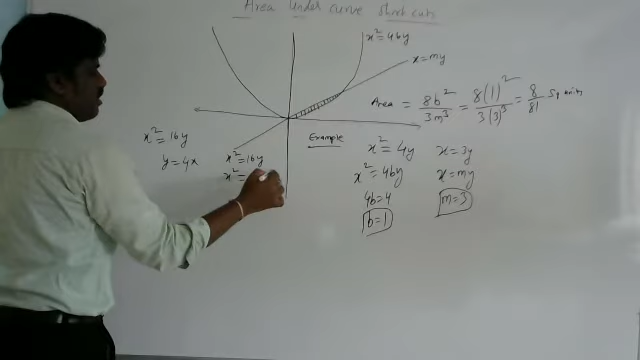 Area Under curve Short cuts
x² = 4by
x = my
Area = 8b²/3m³ = 8(1)²/3(3)³ = 8/81 Sq units
Example
x² = 16y
y = 4x
x² = 16y
x² =
x² = 4y
x² = 4by
4b = 4
b = 1
x = 3y
x = my
m = 3